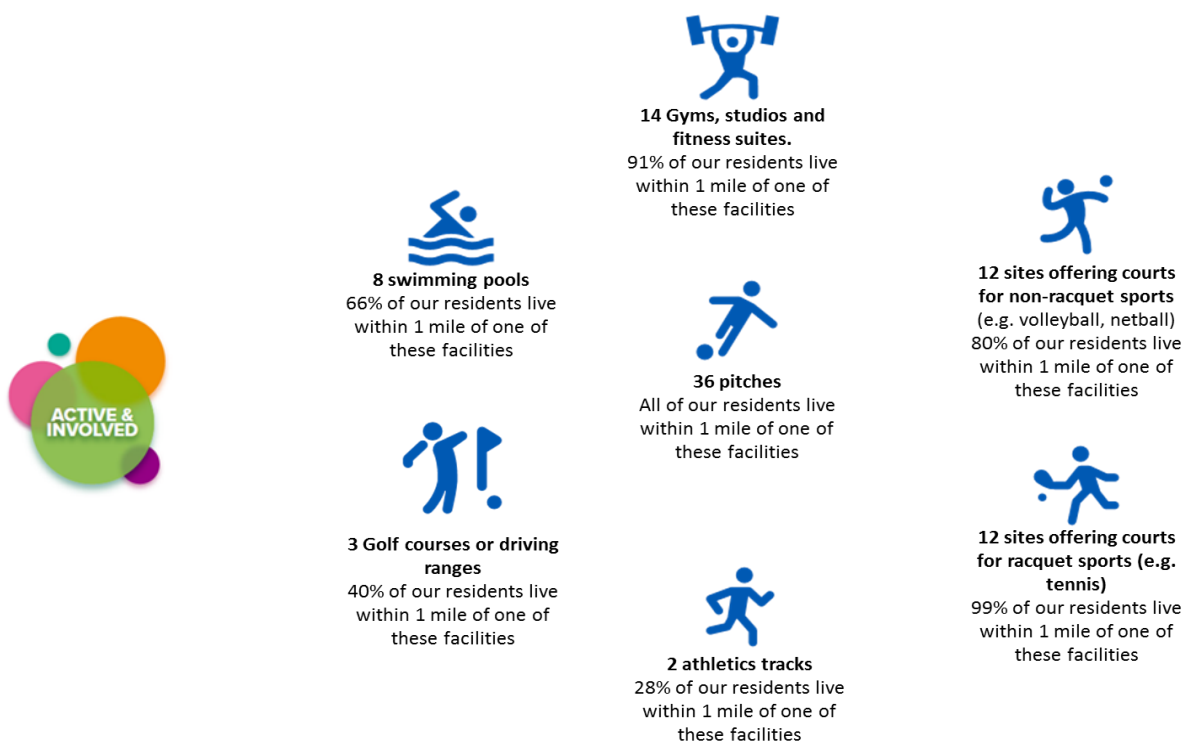 ACTIVE &
INVOLVED
8 swimming pools
66% of our residents live
within 1 mile of one of
these facilities
3 Golf courses or driving
ranges
40% of our residents live
within 1 mile of one of
these facilities
14 Gyms, studios and
fitness suites.
91% of our residents live
within 1 mile of one of
these facilities
36 pitches
All of our residents live
within 1 mile of one of
these facilities
2 athletics tracks
28% of our residents live
within 1 mile of one of
these facilities
12 sites offering courts
for non-racquet sports
(e.g. volleyball, netball)
80% of our residents live
within 1 mile of one of
these facilities
12 sites offering courts
for racquet sports (e.g.
tennis)
99% of our residents live
within 1 mile of one of
these facilities